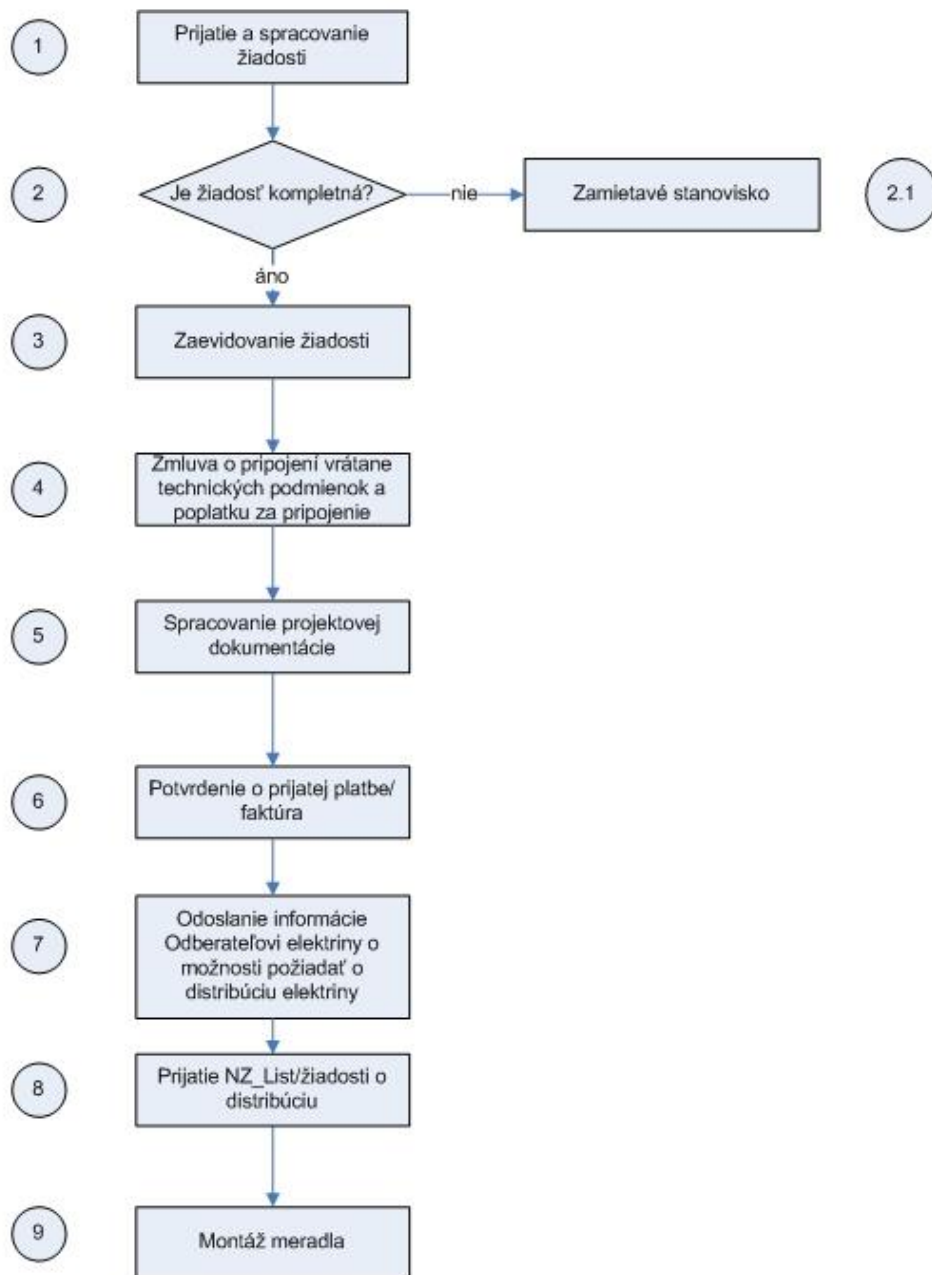 1
Prijatie a spracovanie
žiadosti
2
Je žiadosť kompletná?
nie
Zamietavé stanovisko
2.1
áno
3
Zaevidovanie žiadosti
4
Zmluva o pripojení vrátane
technických podmienok a
poplatku za pripojenie
5
Spracovanie projektovej
dokumentácie
6
Potvrdenie o prijatej platbe/
faktúra
7
Odoslanie informácie
Odberateľovi elektriny o
možnosti požiadať o
distribúciu elektriny
8
Prijatie NZ_List/žiadosti o
distribúciu
9
Montáž meradla